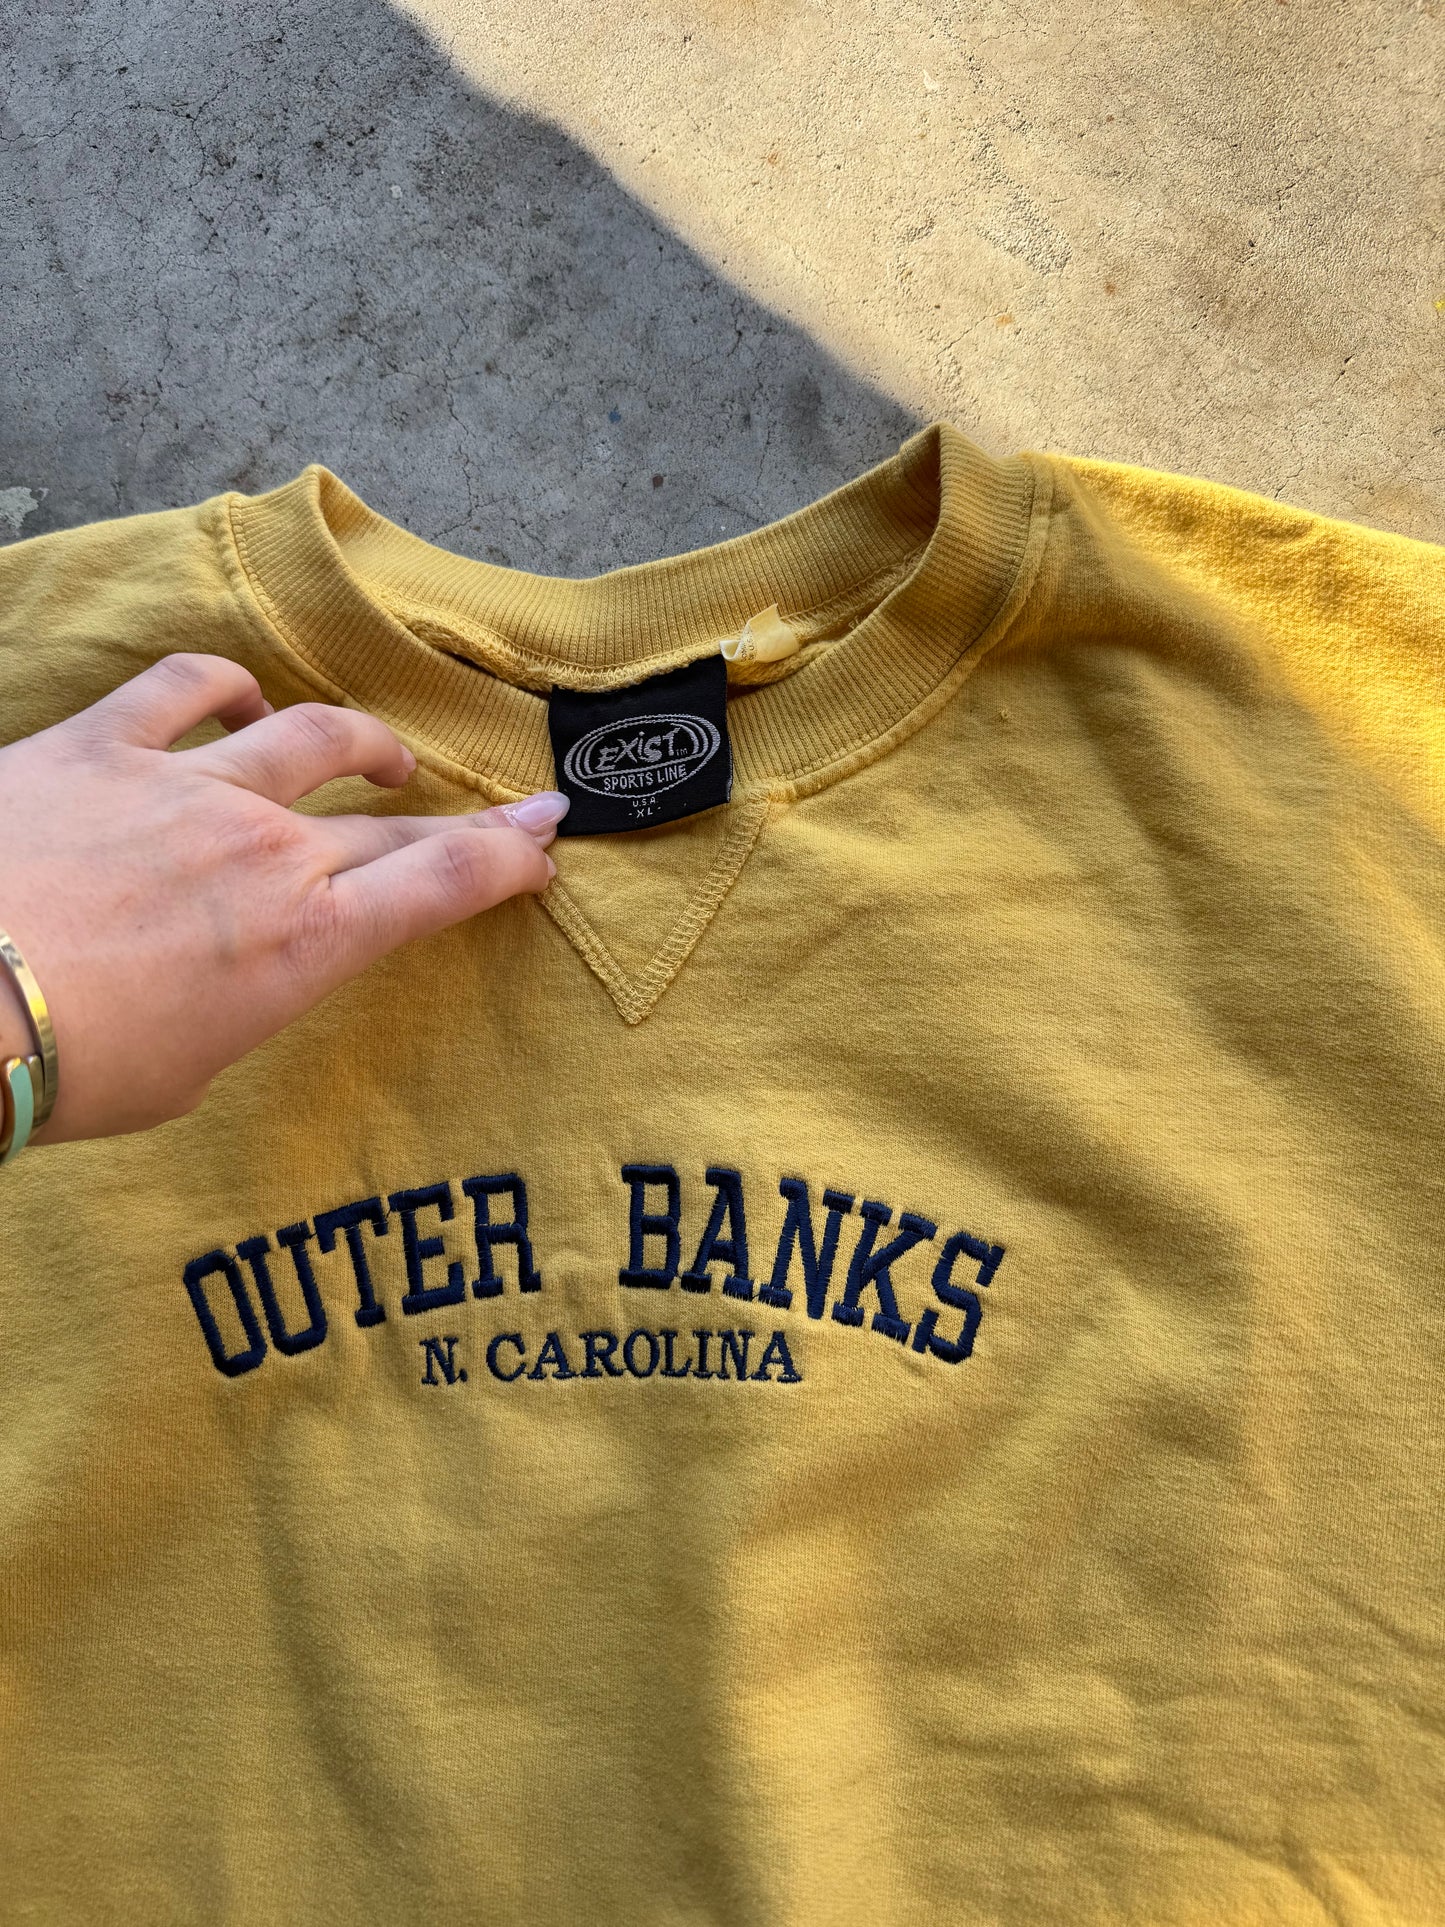 EXiST TM
SPORTS LINE
U.S.A.
- XL -
OUTER BANKS
N. CAROLINA